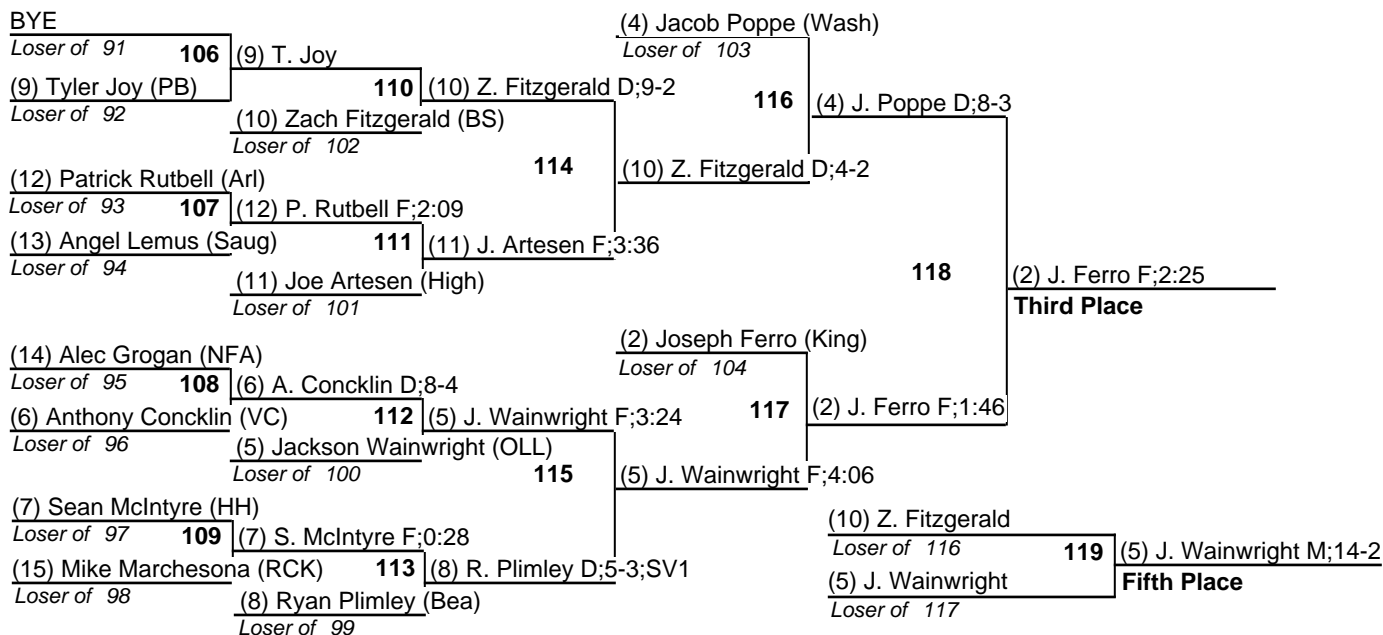 BYE
(4) Jacob Poppe (Wash)
Loser of 91
106
(9) T. Joy
Loser of 103
(9) Tyler Joy (PB)
110
(10) Z. Fitzgerald D;9-2
116
(4) J. Poppe D;8-3
Loser of 92
(10) Zach Fitzgerald (BS)
Loser of 102
114
(10) Z. Fitzgerald D;4-2
(12) Patrick Rutbell (Arl)
Loser of 93
107
(12) P. Rutbell F;2:09
(13) Angel Lemus (Saug)
111
(11) J. Artesen F;3:36
Loser of 94
(11) Joe Artesen (High)
Loser of 101
118
(2) J. Ferro F;2:25
Third Place
(14) Alec Grogan (NFA)
(2) Joseph Ferro (King)
Loser of 95
108
(6) A. Concklin D;8-4
Loser of 104
(6) Anthony Concklin (VC)
112
(5) J. Wainwright F;3:24
117
(2) J. Ferro F;1:46
Loser of 96
(5) Jackson Wainwright (OLL)
Loser of 100
115
(5) J. Wainwright F;4:06
(7) Sean McIntyre (HH)
Loser of 97
109
(7) S. McIntyre F;0:28
(10) Z. Fitzgerald
Loser of 116
(15) Mike Marchesona (RCK)
113
(8) R. Plimley D;5-3;SV1
119
(5) J. Wainwright M;14-2
Loser of 98
(8) Ryan Plimley (Bea)
Loser of 99
(5) J. Wainwright
Fifth Place
Loser of 117